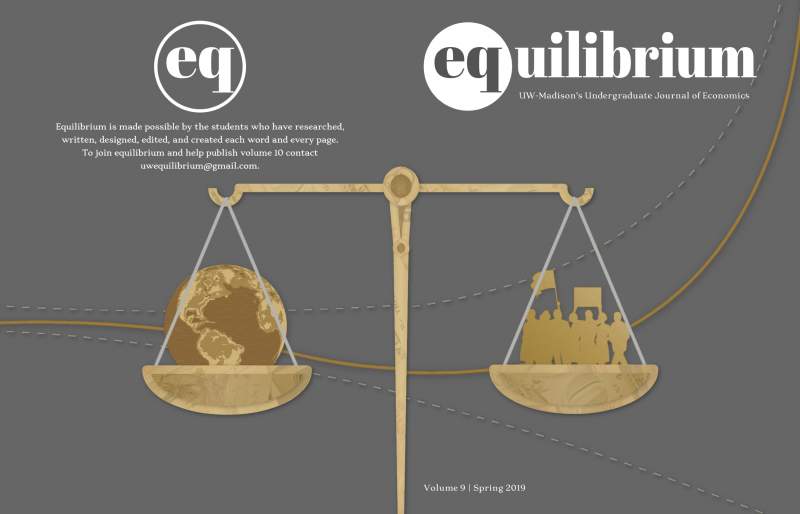 eq
Equilibrium is made possible by the students who have researched,
written, designed, edited, and created each word and every page.
To join equilibrium and help publish volume 10 contact
uwequilibrium@gmail.com.
equilibrium
UW-Madison's Undergraduate Journal of Economics
Volume 9 | Spring 2019